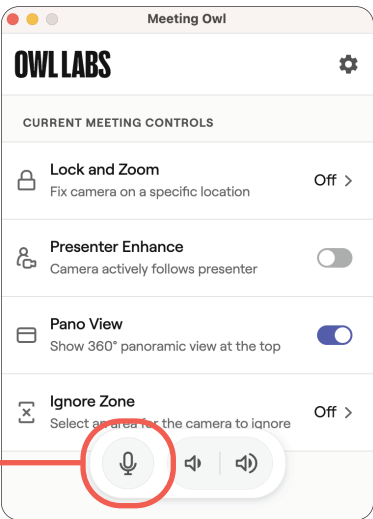 Meeting Owl
OWL LABS
CURRENT MEETING CONTROLS
Lock and Zoom
Fix camera on a specific location
Off
Presenter Enhance
Camera actively follows presenter
Pano View
Show 360° panoramic view at the top
Ignore Zone
Select an area for the camera to ignore
Off